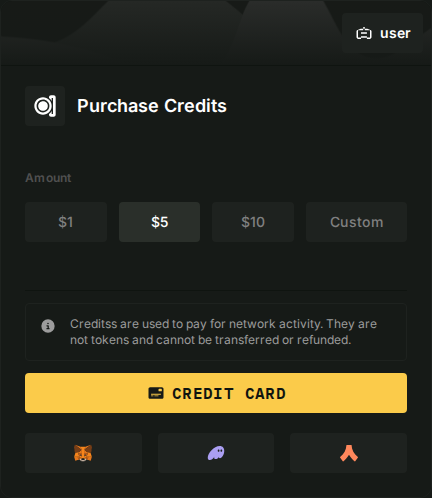 user
Purchase Credits
Amount
$1
$5
$10
Custom
Creditss are used to pay for network activity. They are
not tokens and cannot be transferred or refunded.
CREDIT CARD